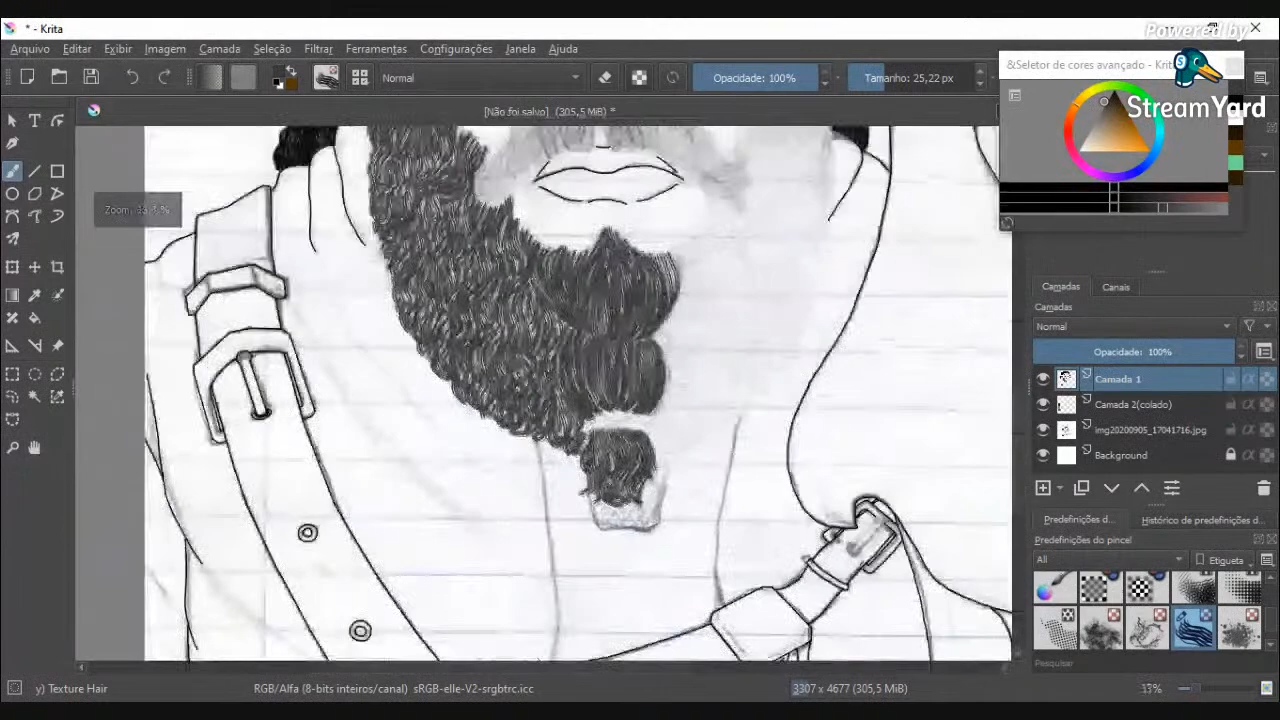 Powered by
StreamYard
* - Krita
Arquivo Editar Exibir Imagem Camada Seleção Filtrar Ferramentas Configurações Janela Ajuda
Normal
Opacidade: 100%
Tamanho: 25,22 px
&Seletor de cores avançado - Krita
[Não foi salvo] (305,5 MiB) *
Zoom:
Camadas Canais
Camadas
Normal
Opacidade: 100%
Camada 1
Camada 2(colado)
img20200905_17041716.jpg
Background
Predefinições d... Histórico de predefinições d...
Predefinições do pincel
All
Etiqueta
Pesquisar
y) Texture Hair
RGB/Alfa (8-bits inteiros/canal) sRGB-elle-V2-srgbtrc.icc
3307 x 4677 (305,5 MiB)
13%